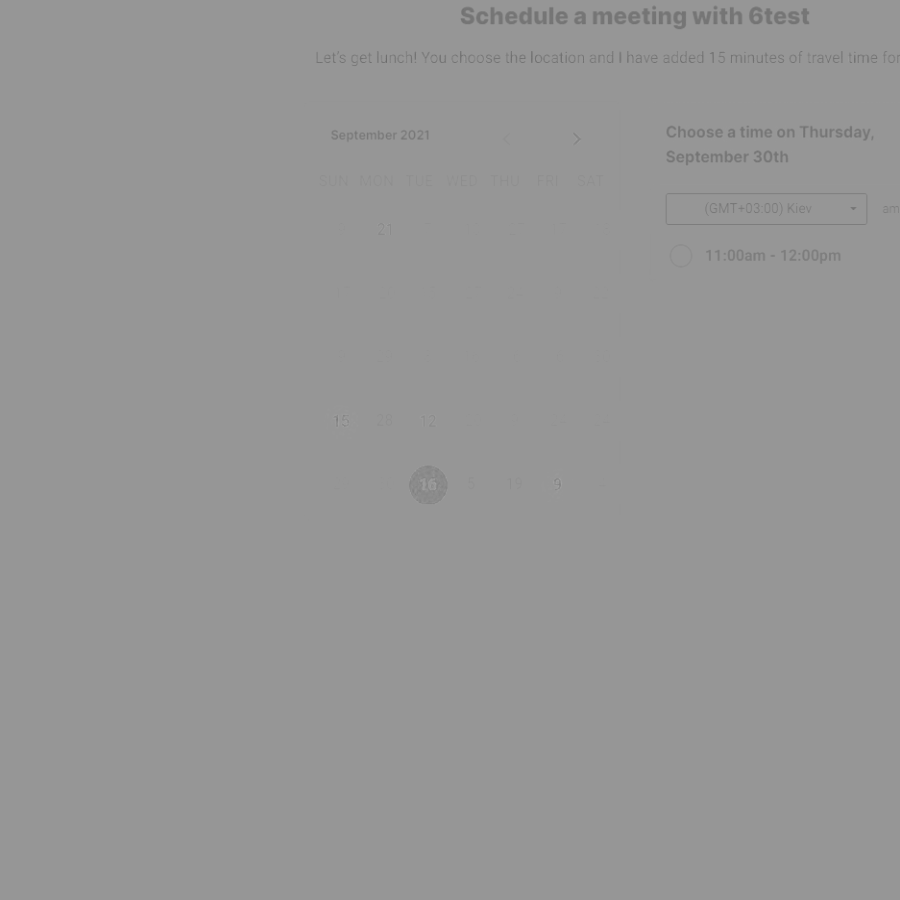 Schedule a meeting with 6test
Let's get lunch! You choose the location and I have added 15 minutes of travel time for
September 2021
SUN MON TUE WED THU FRI SAT
21
15 28 12
16 15 9
Choose a time on Thursday,
September 30th
(GMT+03:00) Kiev
am
11:00am - 12:00pm